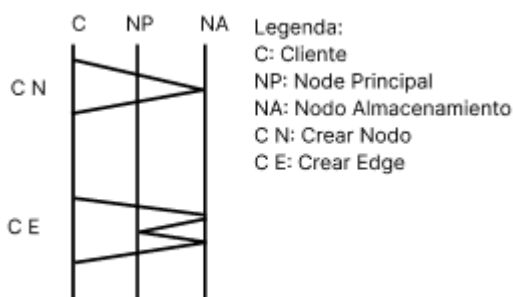 C NP NA
C N
C E
Legenda:
C: Cliente
NP: Node Principal
NA: Nodo Almacenamiento
C N: Crear Nodo
C E: Crear Edge